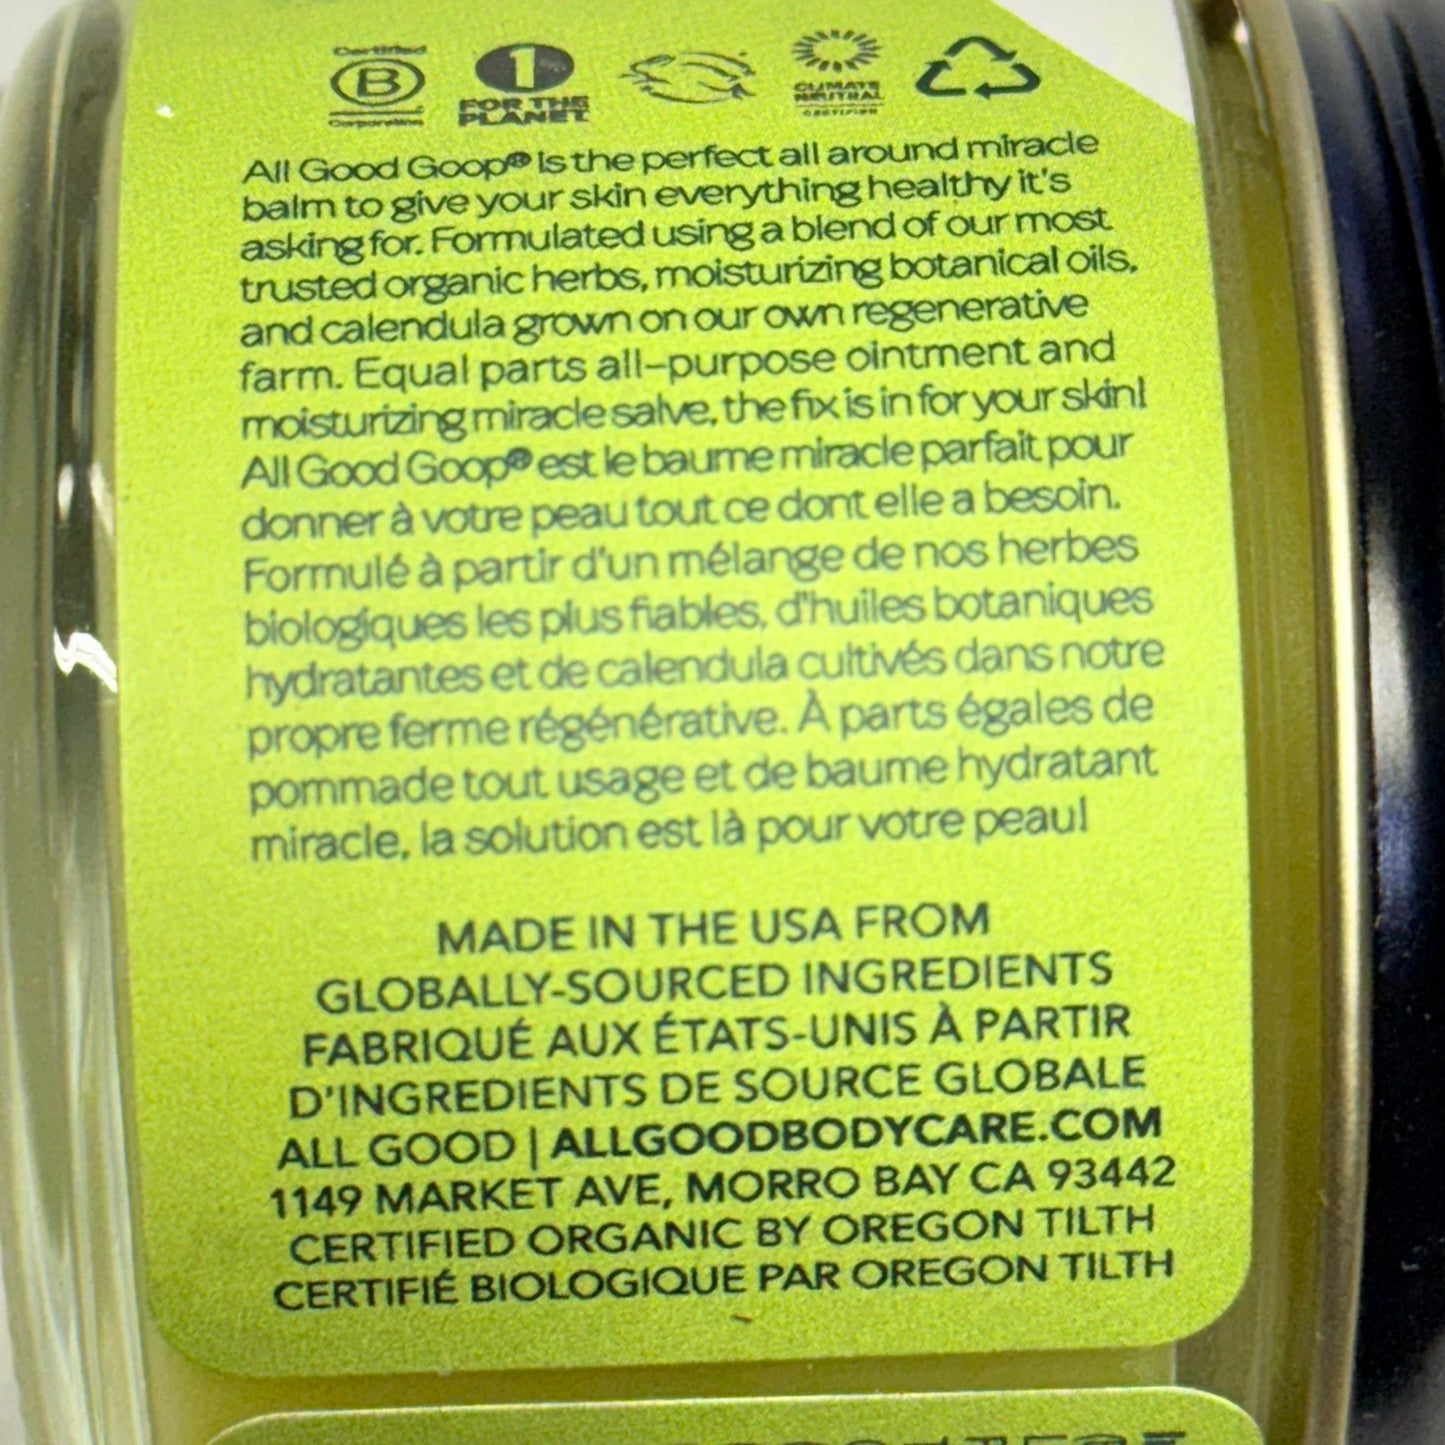 Certified
B
Corporation
1%
FOR THE
PLANET
CLIMATE
NEUTRAL
CERTIFIED
All Good Goop® is the perfect all around miracle
balm to give your skin everything healthy it's
asking for. Formulated using a blend of our most
trusted organic herbs, moisturizing botanical oils,
and calendula grown on our own regenerative
farm. Equal parts all-purpose ointment and
moisturizing miracle salve, the fix is in for your skin!
All Good Goop® est le baume miracle parfait pour
donner à votre peau tout ce dont elle a besoin.
Formulé à partir d'un mélange de nos herbes
biologiques les plus fiables, d'huiles botaniques
hydratantes et de calendula cultivés dans notre
propre ferme régénérative. À parts égales de
pommade tout usage et de baume hydratant
miracle, la solution est là pour votre peau!
MADE IN THE USA FROM
GLOBALLY-SOURCED INGREDIENTS
FABRIQUÉ AUX ÉTATS-UNIS À PARTIR
D'INGREDIENTS DE SOURCE GLOBALE
ALL GOOD | ALLGOODBODYCARE.COM
1149 MARKET AVE, MORRO BAY CA 93442
CERTIFIED ORGANIC BY OREGON TILTH
CERTIFIÉ BIOLOGIQUE PAR OREGON TILTH